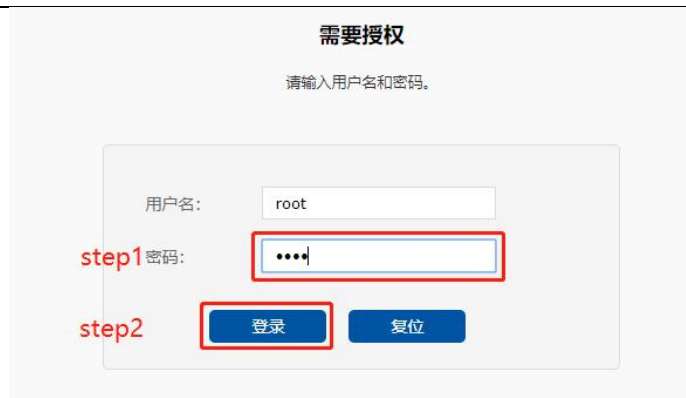 需要授权
请输入用户名和密码。
用户名: root
step1 密码: ••••
step2 登录 复位